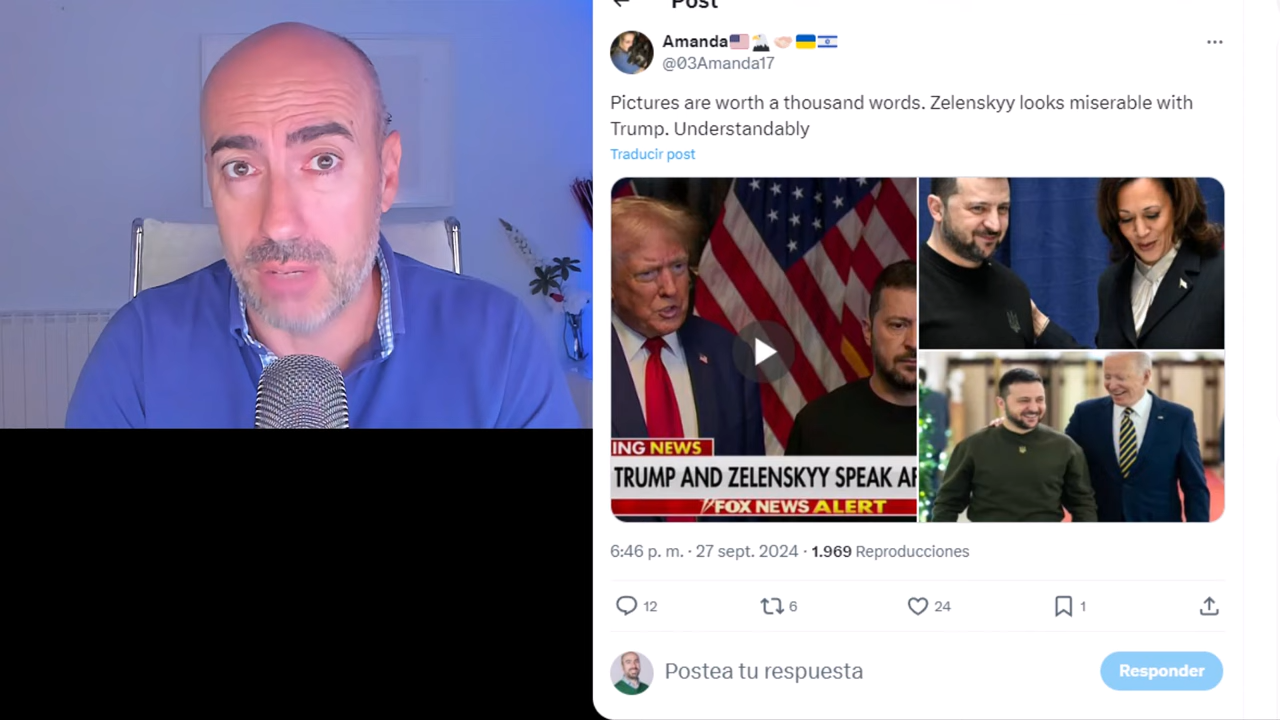 Post
Amanda
@03Amanda17
Pictures are worth a thousand words. Zelenskyy looks miserable with
Trump. Understandably
Traducir post
ING NEWS
TRUMP AND ZELENSKYY SPEAK AF
FOX NEWS ALERT
6:46 p. m. · 27 sept. 2024 · 1.969 Reproducciones
12
6
24
1
Postea tu respuesta
Responder